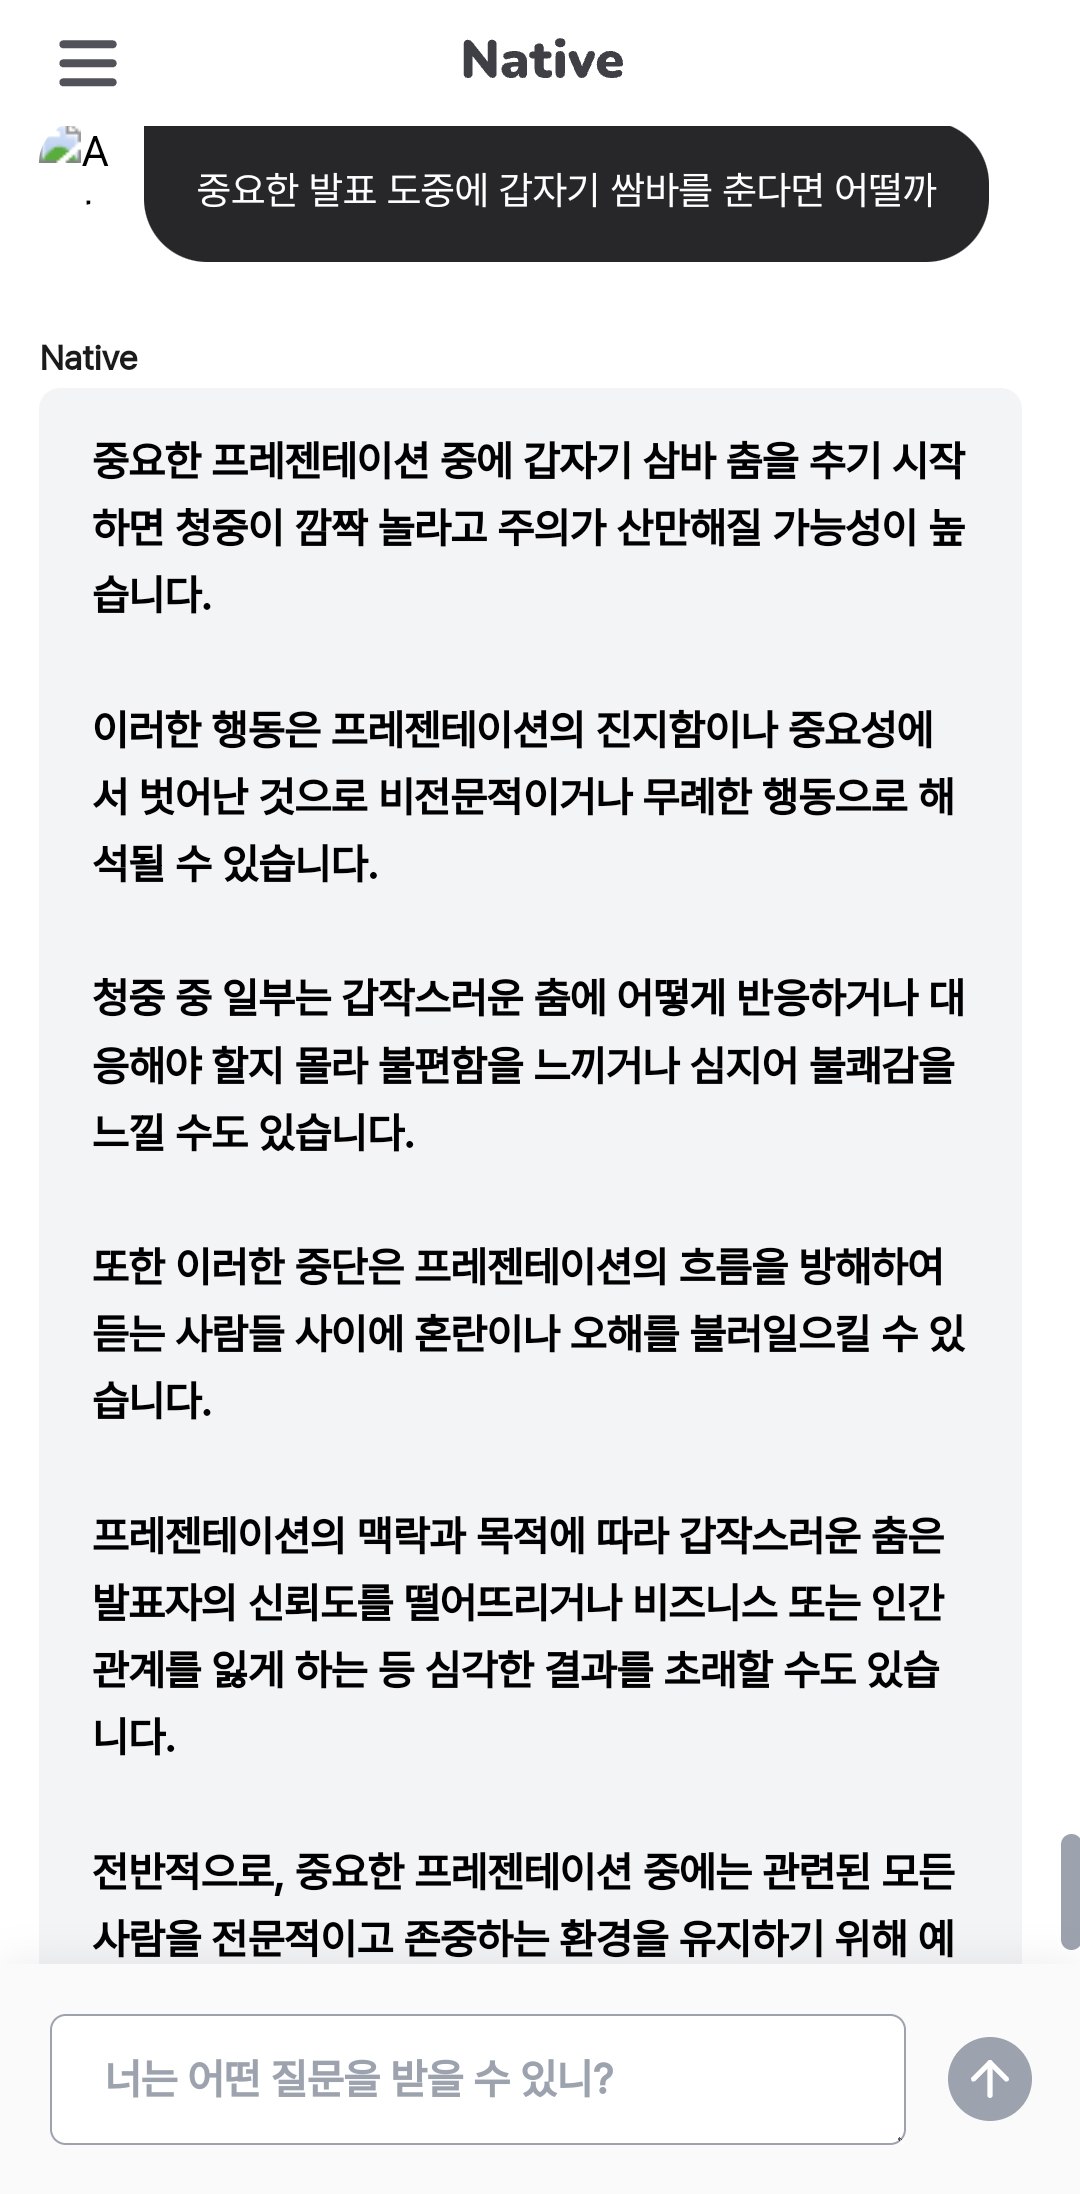 Native
A
.
중요한 발표 도중에 갑자기 쌈바를 춘다면 어떨까
Native
중요한 프레젠테이션 중에 갑자기 삼바 춤을 추기 시작
하면 청중이 깜짝 놀라고 주의가 산만해질 가능성이 높
습니다.
이러한 행동은 프레젠테이션의 진지함이나 중요성에
서 벗어난 것으로 비전문적이거나 무례한 행동으로 해
석될 수 있습니다.
청중 중 일부는 갑작스러운 춤에 어떻게 반응하거나 대
응해야 할지 몰라 불편함을 느끼거나 심지어 불쾌감을
느낄 수도 있습니다.
또한 이러한 중단은 프레젠테이션의 흐름을 방해하여
듣는 사람들 사이에 혼란이나 오해를 불러일으킬 수 있
습니다.
프레젠테이션의 맥락과 목적에 따라 갑작스러운 춤은
발표자의 신뢰도를 떨어뜨리거나 비즈니스 또는 인간
관계를 잃게 하는 등 심각한 결과를 초래할 수도 있습
니다.
전반적으로, 중요한 프레젠테이션 중에는 관련된 모든
사람을 전문적이고 존중하는 환경을 유지하기 위해 예
너는 어떤 질문을 받을 수 있니?